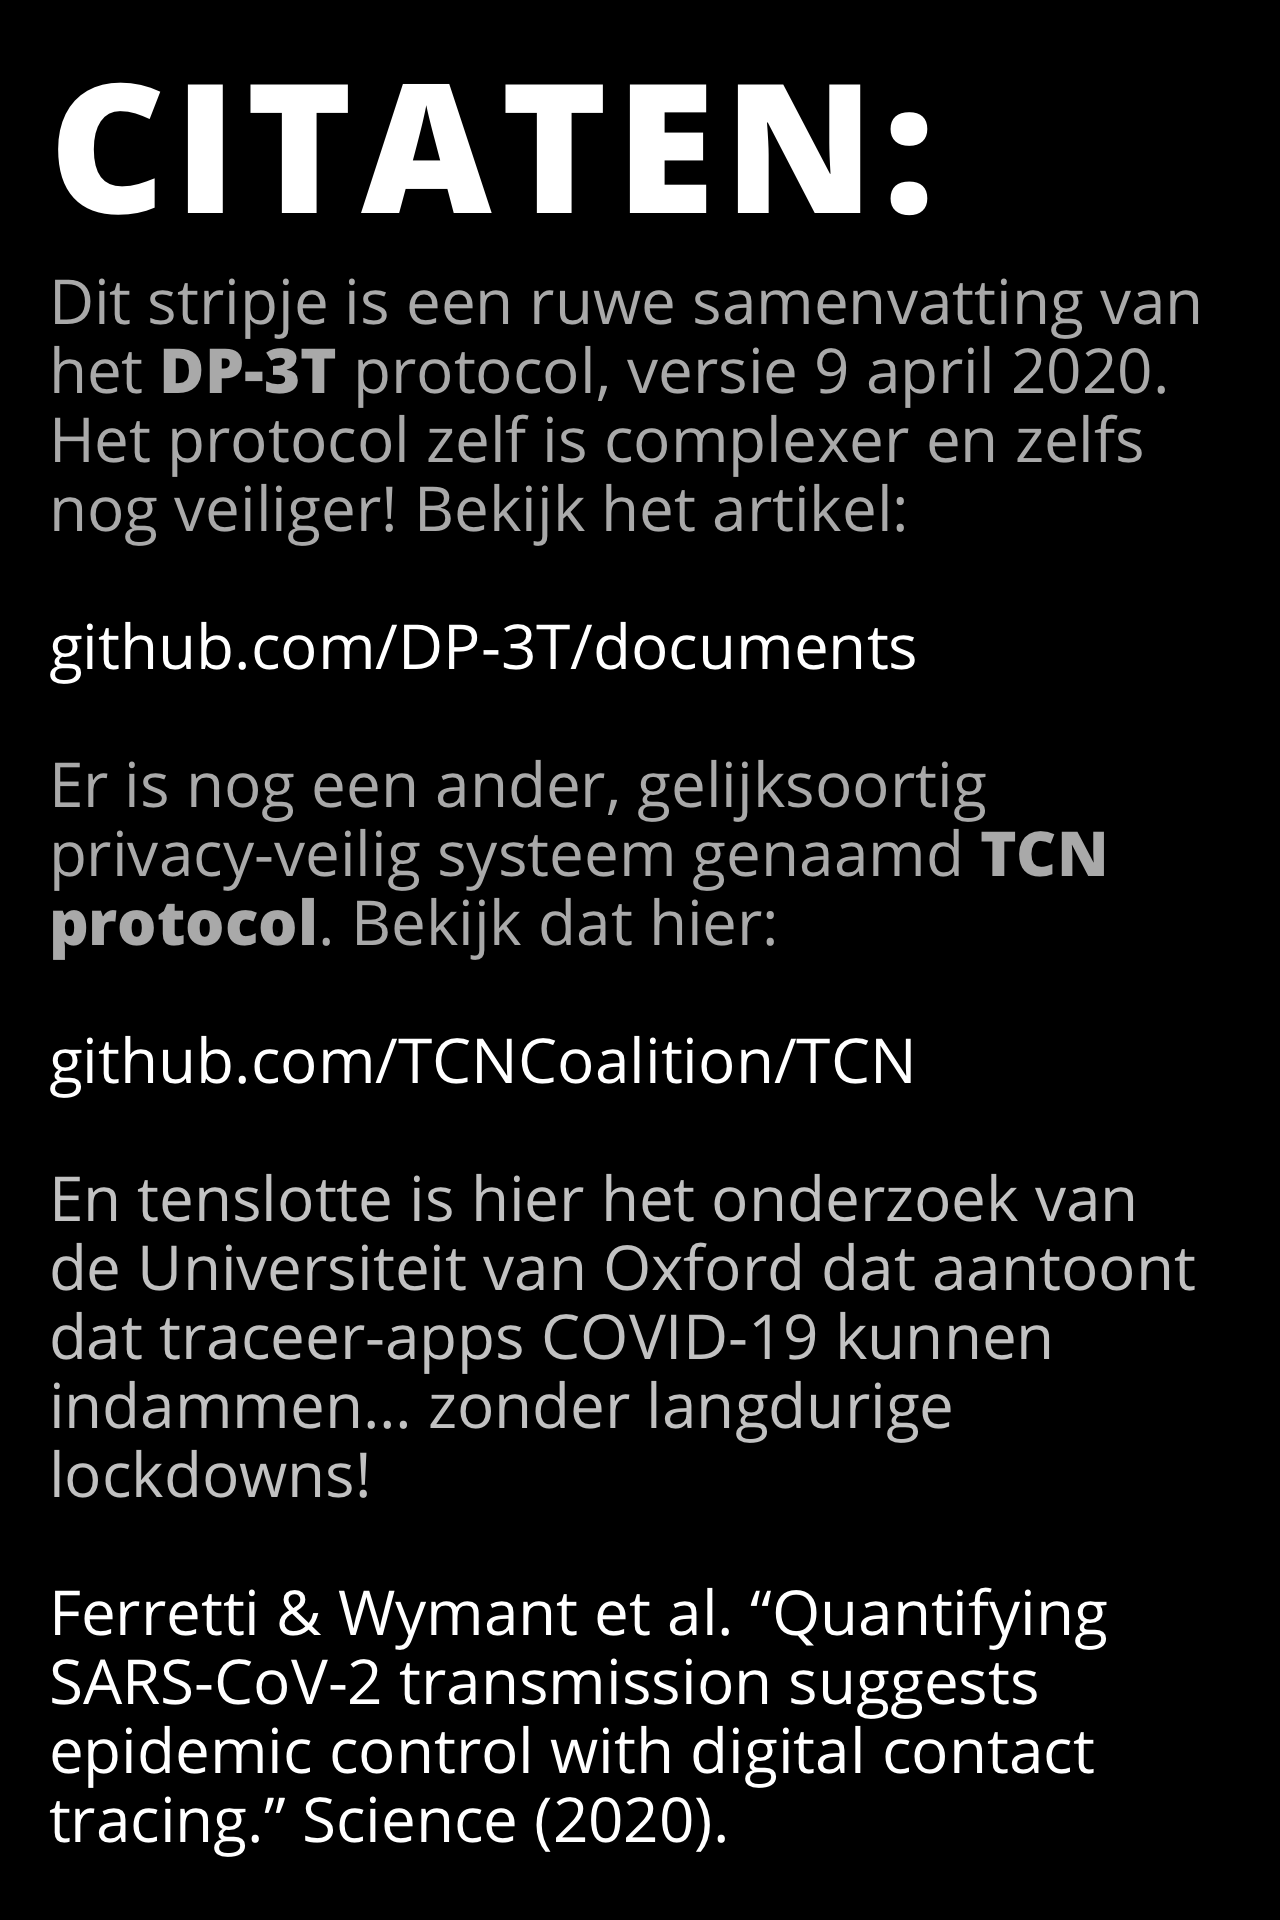 CITATEN:
Dit stripje is een ruwe samenvatting van
het DP-3T protocol, versie 9 april 2020.
Het protocol zelf is complexer en zelfs
nog veiliger! Bekijk het artikel:
github.com/DP-3T/documents
Er is nog een ander, gelijksoortig
privacy-veilig systeem genaamd TCN
protocol. Bekijk dat hier:
github.com/TCNCoalition/TCN
En tenslotte is hier het onderzoek van
de Universiteit van Oxford dat aantoont
dat traceer-apps COVID-19 kunnen
indammen... zonder langdurige
lockdowns!
Ferretti & Wymant et al. “Quantifying
SARS-CoV-2 transmission suggests
epidemic control with digital contact
tracing.” Science (2020).